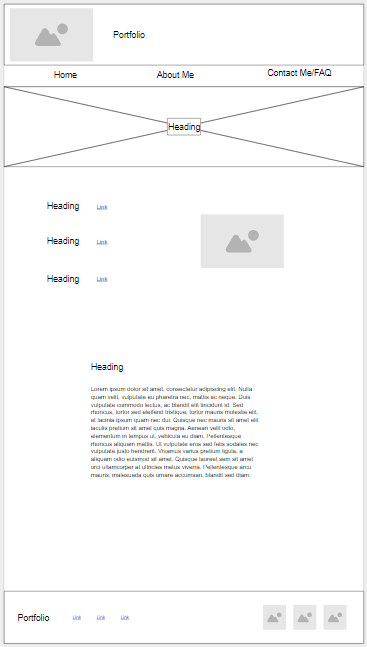 Portfolio
Home
About Me
Contact Me/FAQ
Heading
Heading
Link
Heading
Link
Heading
Link
Heading
Lorem ipsum dolor sit amet, consectetur adipiscing elit. Nulla
quam velit, vulputate eu pharetra nec, mattis ac neque. Duis
vulputate commodo lectus, ac blandit elit tincidunt id. Sed
rhoncus, tortor sed eleifend tristique, tortor mauris molestie elit,
et lacinia ipsum quam nec dui. Quisque nec mauris sit amet elit
iaculis pretium sit amet quis magna. Aenean velit odio,
elementum in tempus ut, vehicula eu diam. Pellentesque
rhoncus aliquam mattis. Ut vulputate eros sed felis sodales nec
vulputate justo hendrerit. Vivamus varius pretium ligula, a
aliquam odio euismod sit amet. Quisque laoreet sem sit amet
orci ullamcorper at ultricies metus viverra. Pellentesque arcu
mauris, malesuada quis ornare accumsan, blandit sed diam.
Portfolio
Link
Link
Link